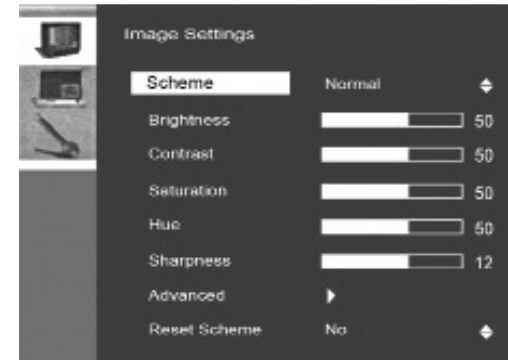 Image Settings
Scheme Normal
Brightness 50
Contrast 50
Saturation 50
Hue 50
Sharpness 12
Advanced
Reset Scheme No